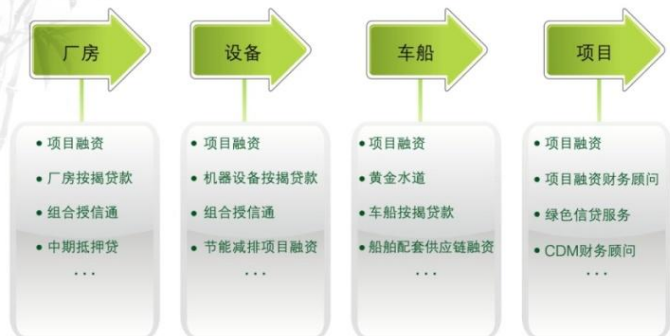 厂房
• 项目融资
• 厂房按揭贷款
• 组合授信通
• 中期抵押贷
...
设备
• 项目融资
• 机器设备按揭贷款
• 组合授信通
• 节能减排项目融资
...
车船
• 项目融资
• 黄金水道
• 车船按揭贷款
• 船舶配套供应链融资
...
项目
• 项目融资
• 项目融资财务顾问
• 绿色信贷服务
• CDM财务顾问
...